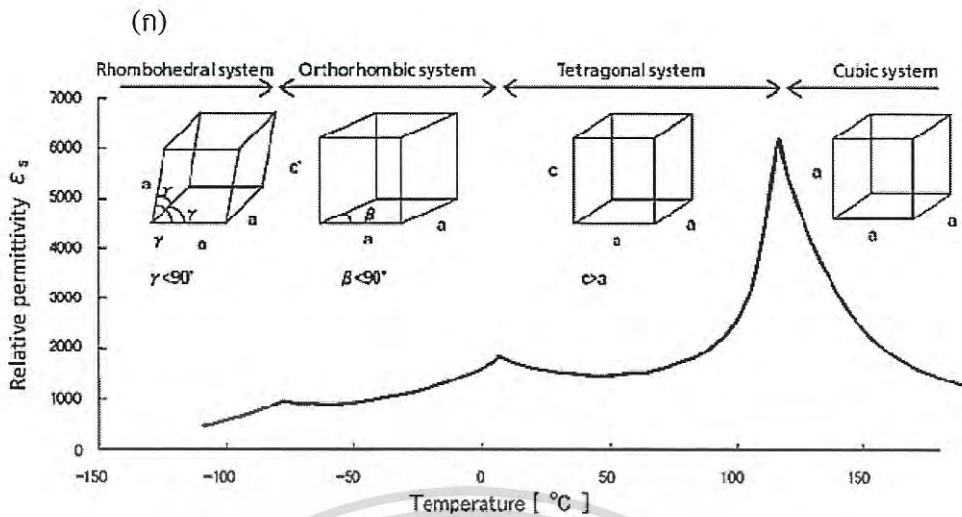 (ก)
Rhombohedral system Orthorhombic system Tetragonal system Cubic system
Relative permittivity ε s
7000
6000
5000
4000
3000
2000
1000
0
a γ γ γ a a
γ<90°
c β a a
β<90°
c a a
c>a
a a a
-150 -100 -50 0 50 100 150
Temperature [ °C ]